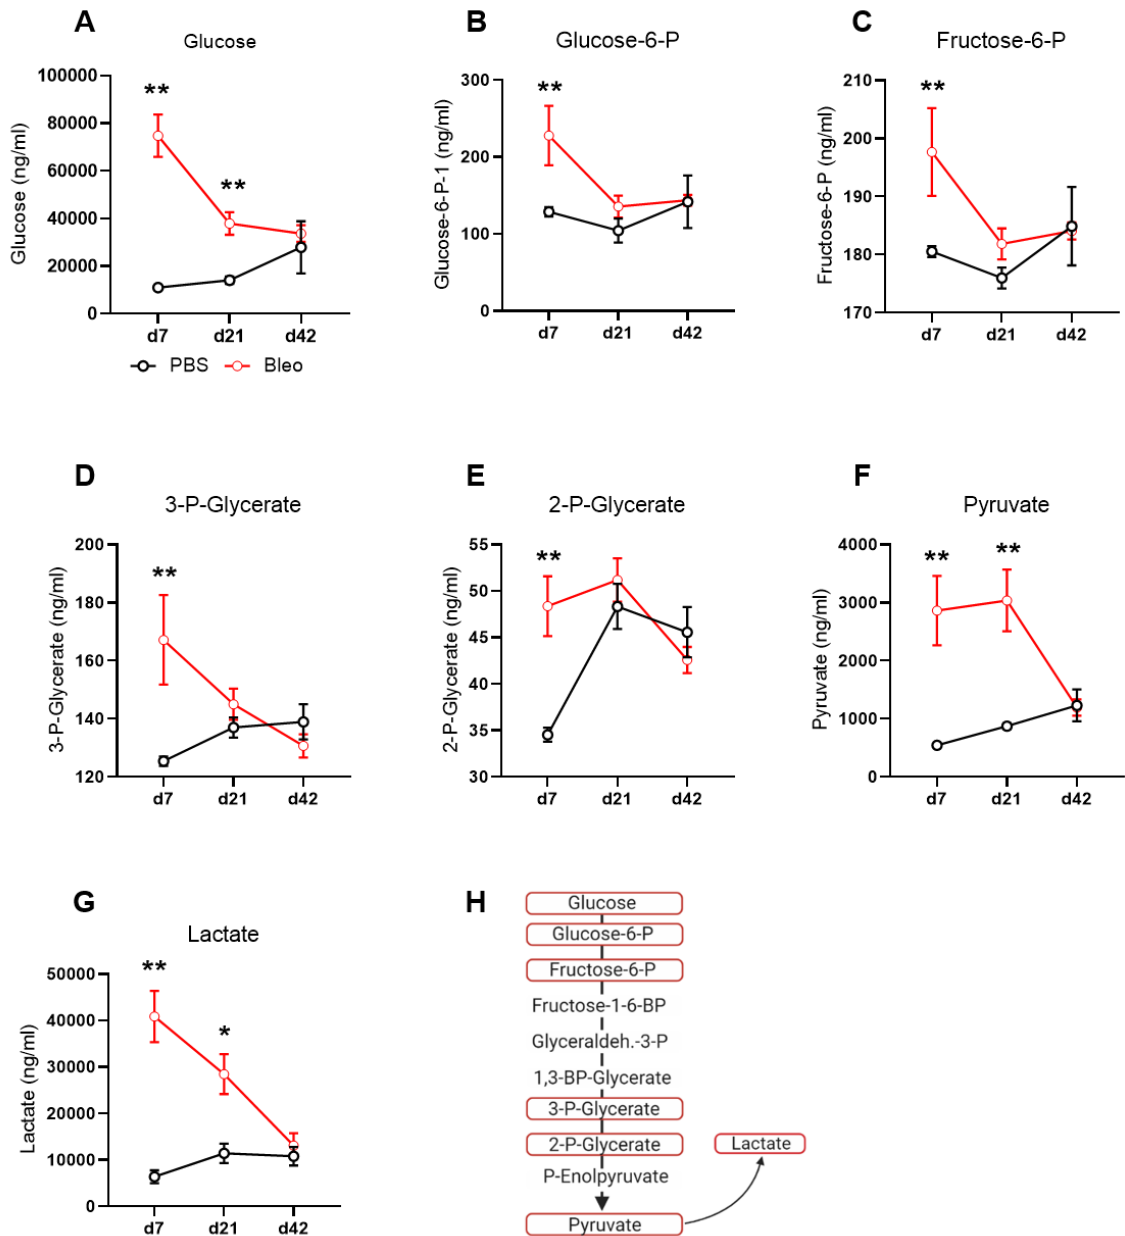 A
Glucose
Glucose (ng/ml)
100000
80000
60000
40000
20000
0
**
**
d7 d21 d42
PBS Bleo
B
Glucose-6-P
Glucose-6-P-1 (ng/ml)
300
200
100
0
**
d7 d21 d42
C
Fructose-6-P
Fructose-6-P (ng/ml)
210
200
190
180
170
**
d7 d21 d42
D
3-P-Glycerate
3-P-Glycerate (ng/ml)
200
180
160
140
120
**
d7 d21 d42
E
2-P-Glycerate
2-P-Glycerate (ng/ml)
55
50
45
40
35
30
**
d7 d21 d42
F
Pyruvate
Pyruvate (ng/ml)
4000
3000
2000
1000
0
**
**
d7 d21 d42
G
Lactate
Lactate (ng/ml)
50000
40000
30000
20000
10000
0
**
*
d7 d21 d42
H
Glucose
Glucose-6-P
Fructose-6-P
Fructose-1-6-BP
Glyceraldeh.-3-P
1,3-BP-Glycerate
3-P-Glycerate
2-P-Glycerate
Lactate
P-Enolpyruvate
Pyruvate